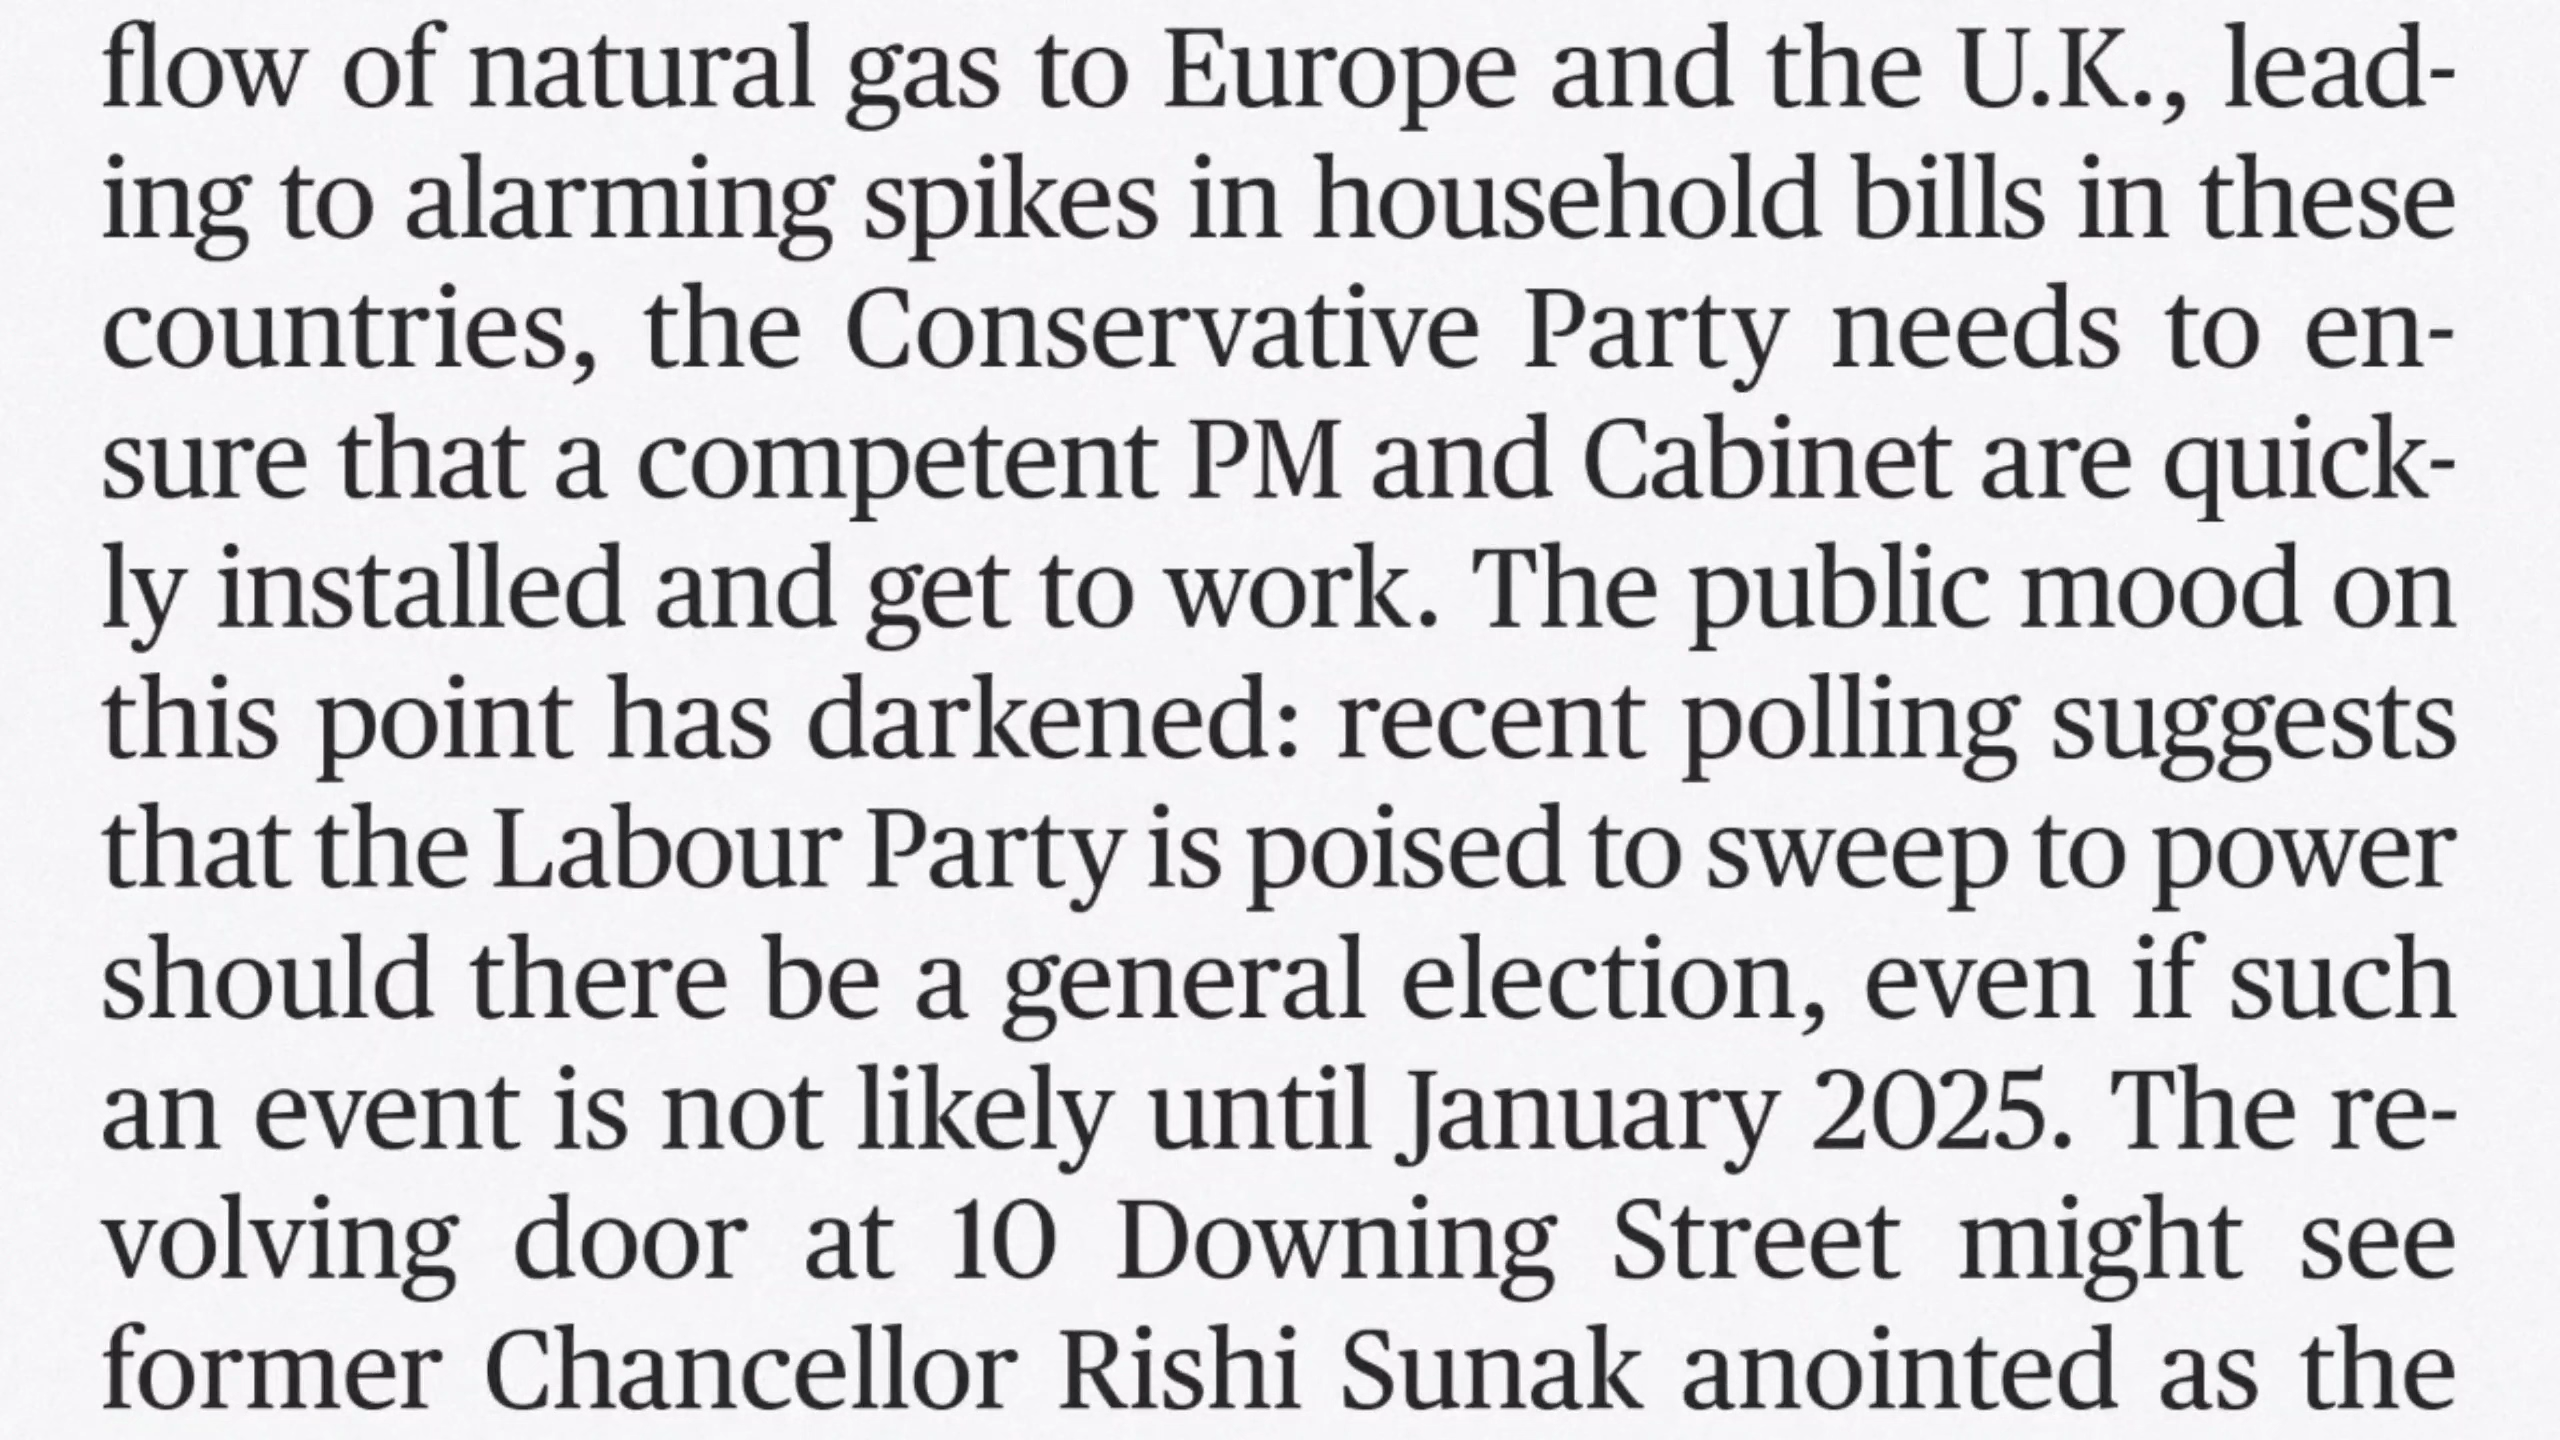 flow of natural gas to Europe and the U.K., lead-
ing to alarming spikes in household bills in these
countries, the Conservative Party needs to en-
sure that a competent PM and Cabinet are quick-
ly installed and get to work. The public mood on
this point has darkened: recent polling suggests
that the Labour Party is poised to sweep to power
should there be a general election, even if such
an event is not likely until January 2025. The re-
volving door at 10 Downing Street might see
former Chancellor Rishi Sunak anointed as the